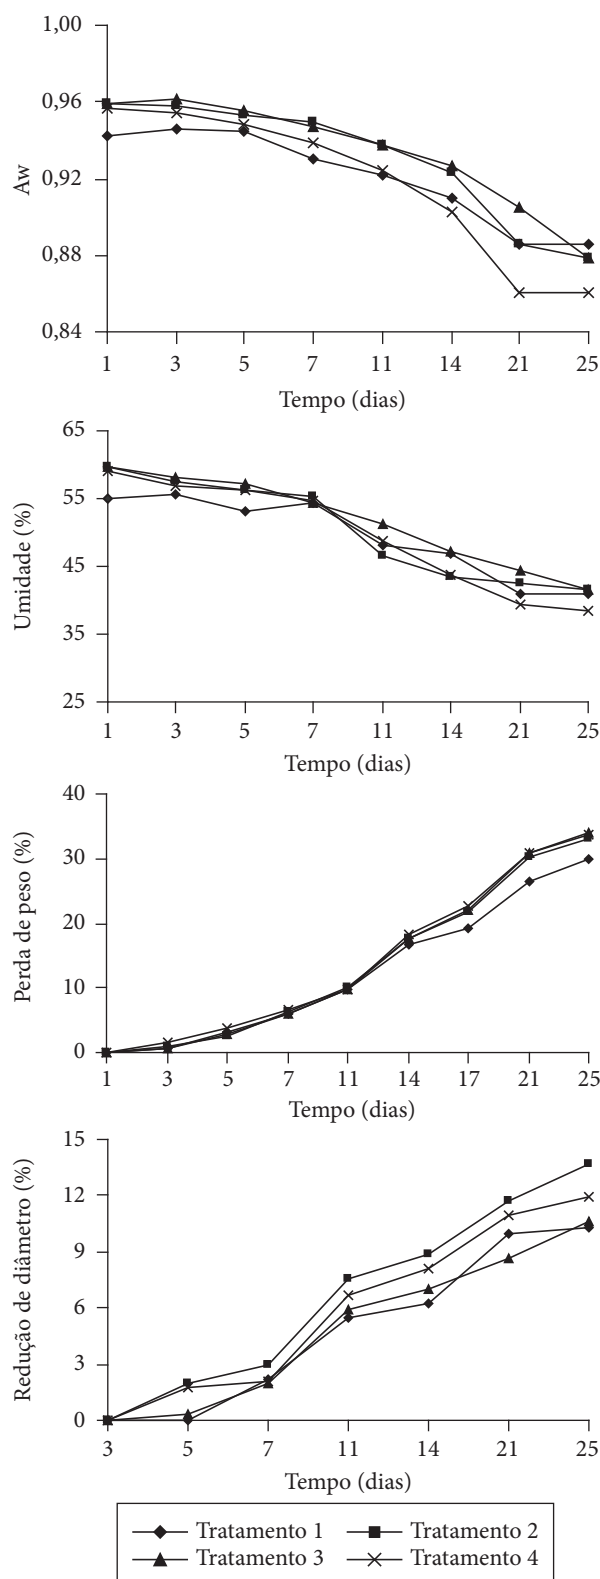 1,00
0,96
0,92
0,88
0,84
Aw
1 3 5 7 11 14 21 25
Tempo (dias)
65
55
45
35
25
Umidade (%)
1 3 5 7 11 14 21 25
Tempo (dias)
40
30
20
10
0
Perda de peso (%)
1 3 5 7 11 14 17 21 25
Tempo (dias)
15
12
9
6
3
0
Redução de diâmetro (%)
3 5 7 11 14 21 25
Tempo (dias)
Tratamento 1 Tratamento 2
Tratamento 3 Tratamento 4